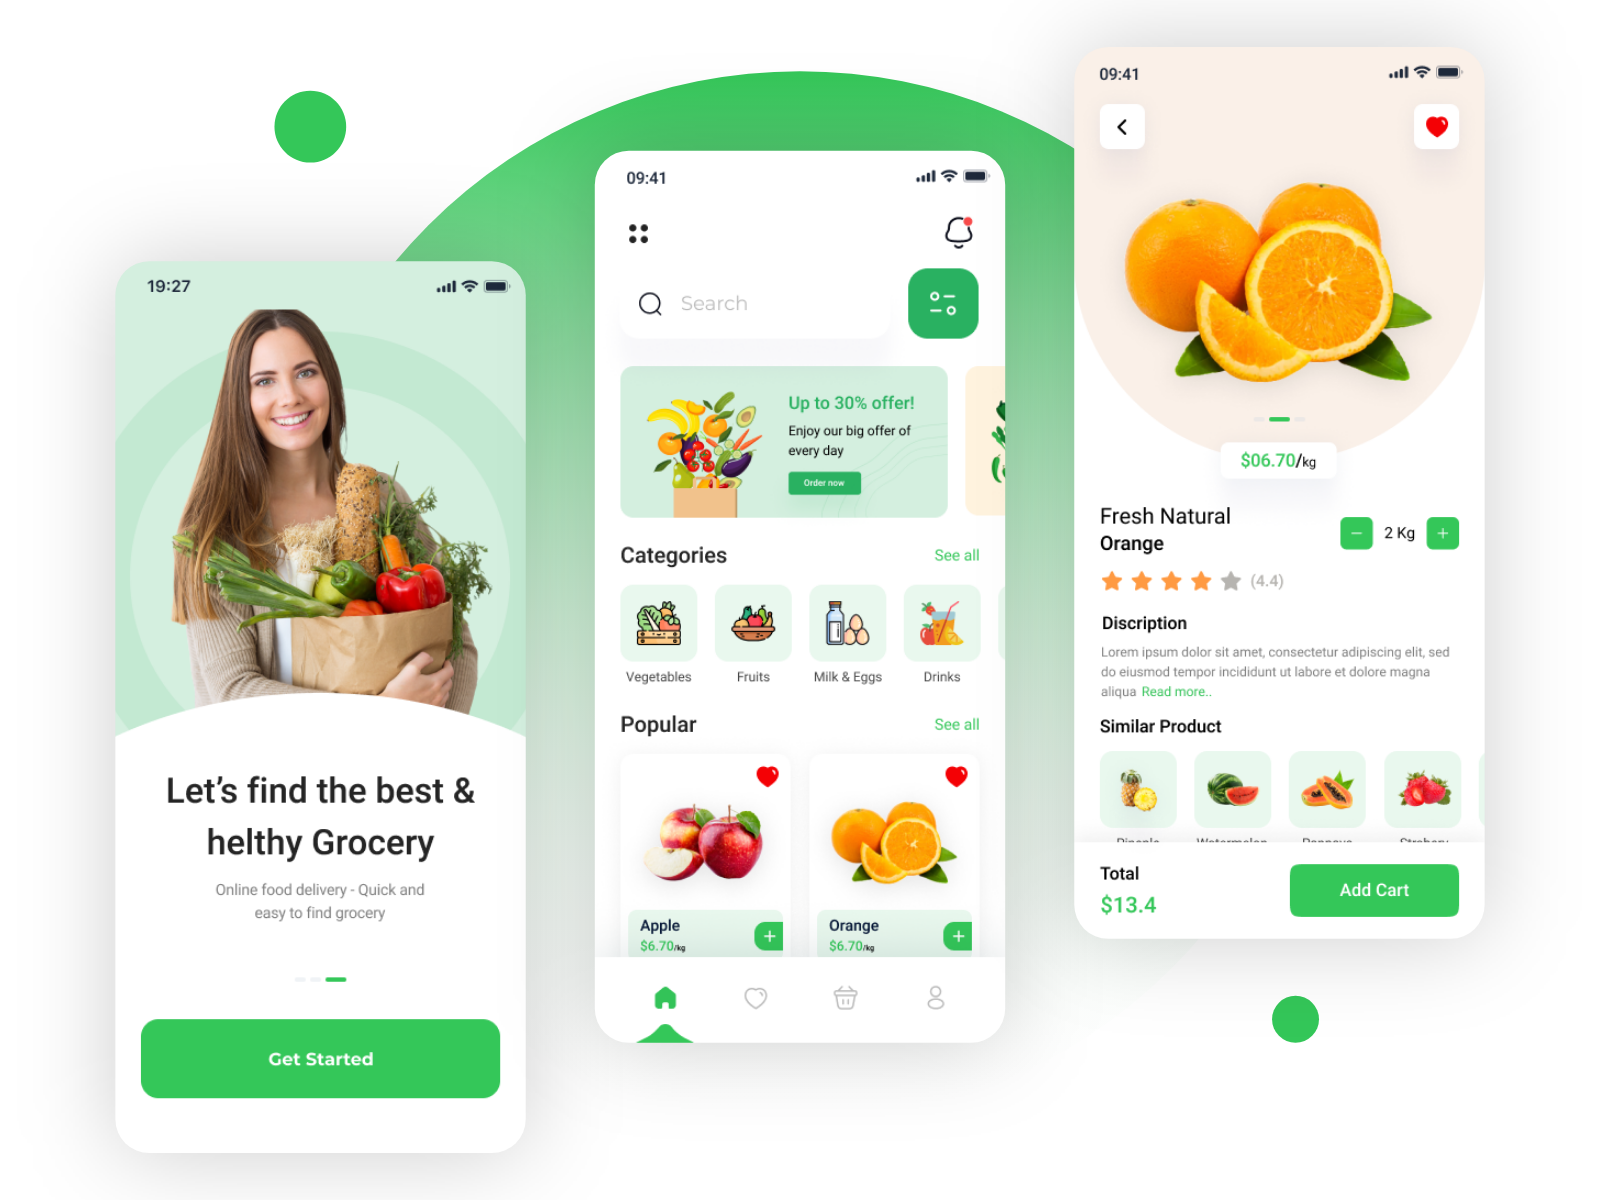 19:27
Let's find the best &
helthy Grocery
Online food delivery - Quick and
easy to find grocery
Get Started
09:41
Search
Up to 30% offer!
Enjoy our big offer of
every day
Order now
Categories See all
Vegetables Fruits Milk & Eggs Drinks
Popular See all
Apple Orange
$6.70/kg $6.70/kg
09:41
$06.70/kg
Fresh Natural
Orange
2 Kg
(4.4)
Discription
Lorem ipsum dolor sit amet, consectetur adipiscing elit, sed
do eiusmod tempor incididunt ut labore et dolore magna
aliqua Read more..
Similar Product
Total
$13.4
Add Cart